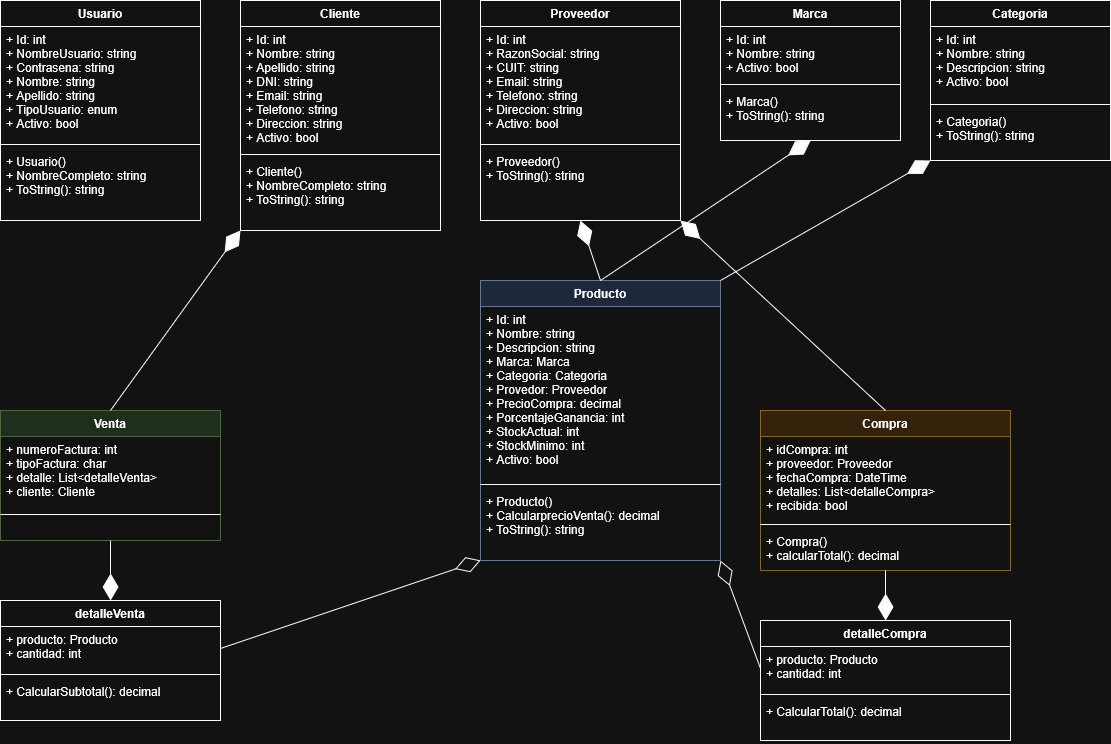 Usuario
+ Id: int
+ NombreUsuario: string
+ Contrasena: string
+ Nombre: string
+ Apellido: string
+ TipoUsuario: enum
+ Activo: bool
+ Usuario()
+ NombreCompleto: string
+ ToString(): string
Cliente
+ Id: int
+ Nombre: string
+ Apellido: string
+ DNI: string
+ Email: string
+ Telefono: string
+ Direccion: string
+ Activo: bool
+ Cliente()
+ NombreCompleto: string
+ ToString(): string
Proveedor
+ Id: int
+ RazonSocial: string
+ CUIT: string
+ Email: string
+ Telefono: string
+ Direccion: string
+ Activo: bool
+ Proveedor()
+ ToString(): string
Marca
+ Id: int
+ Nombre: string
+ Activo: bool
+ Marca()
+ ToString(): string
Categoria
+ Id: int
+ Nombre: string
+ Descripcion: string
+ Activo: bool
+ Categoria()
+ ToString(): string
Producto
+ Id: int
+ Nombre: string
+ Descripcion: string
+ Marca: Marca
+ Categoria: Categoria
+ Provedor: Proveedor
+ PrecioCompra: decimal
+ PorcentajeGanancia: int
+ StockActual: int
+ StockMinimo: int
+ Activo: bool
+ Producto()
+ CalcularprecioVenta(): decimal
+ ToString(): string
Venta
+ numeroFactura: int
+ tipoFactura: char
+ detalle: List<detalleVenta>
+ cliente: Cliente
Compra
+ idCompra: int
+ proveedor: Proveedor
+ fechaCompra: DateTime
+ detalles: List<detalleCompra>
+ recibida: bool
+ Compra()
+ calcularTotal(): decimal
detalleVenta
+ producto: Producto
+ cantidad: int
+ CalcularSubtotal(): decimal
detalleCompra
+ producto: Producto
+ cantidad: int
+ CalcularTotal(): decimal